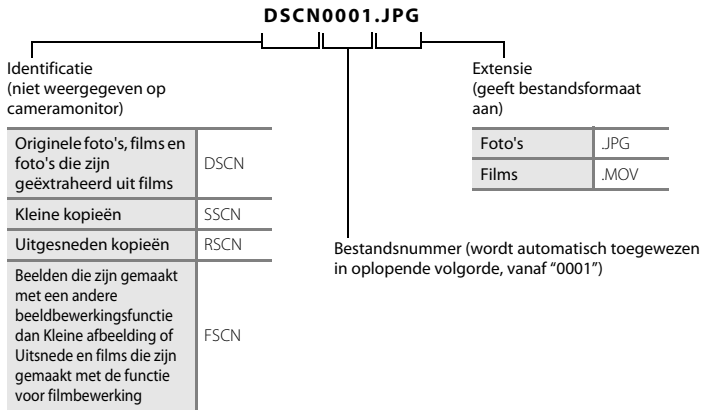 DSCN0001.JPG
Identificatie
(niet weergegeven op
cameramonitor)
Originele foto's, films en
foto's die zijn
geëxtraheerd uit films
DSCN
Kleine kopieën
SSCN
Uitgesneden kopieën
RSCN
Beelden die zijn gemaakt
met een andere
beeldbewerkingsfunctie
dan Kleine afbeelding of
Uitsnede en films die zijn
gemaakt met de functie
voor filmbewerking
FSCN
Extensie
(geeft bestandsformaat
aan)
Foto's
.JPG
Films
.MOV
Bestandsnummer (wordt automatisch toegewezen
in oplopende volgorde, vanaf “0001”)